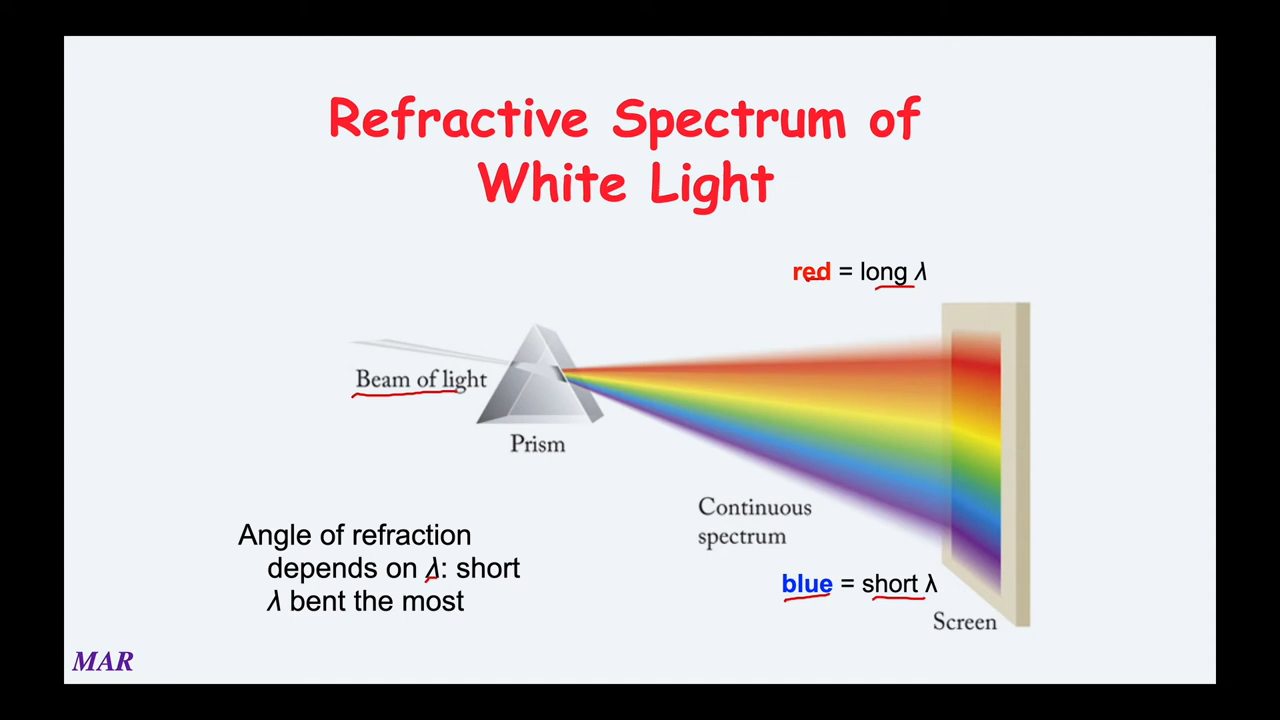 Refractive Spectrum of
White Light
red = long λ
Beam of light
Prism
Continuous
spectrum
Angle of refraction
depends on λ: short
λ bent the most
blue = short λ
Screen
MAR